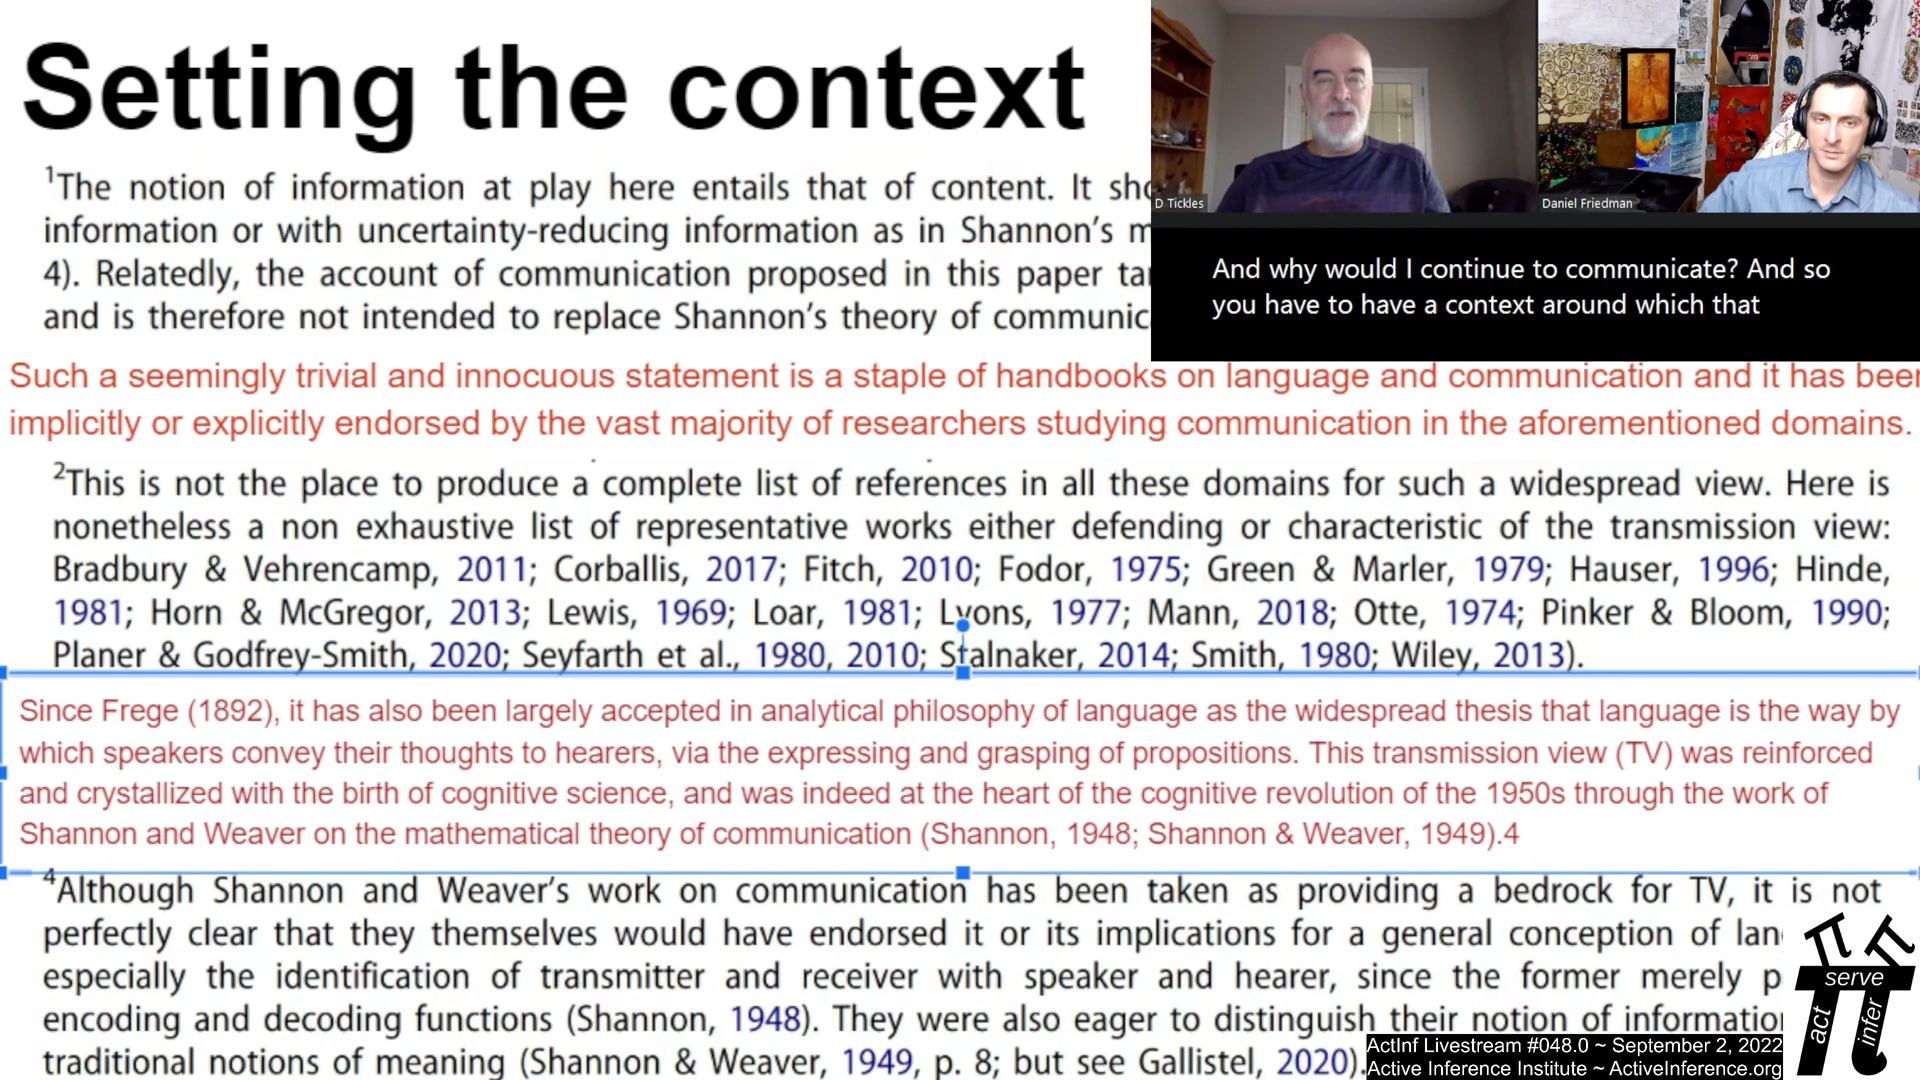 Setting the context
D Tickles
Daniel Friedman
And why would I continue to communicate? And so
you have to have a context around which that
¹The notion of information at play here entails that of content. It sho
information or with uncertainty-reducing information as in Shannon's m
4). Relatedly, the account of communication proposed in this paper tar
and is therefore not intended to replace Shannon's theory of communic
Such a seemingly trivial and innocuous statement is a staple of handbooks on language and communication and it has been
implicitly or explicitly endorsed by the vast majority of researchers studying communication in the aforementioned domains.
²This is not the place to produce a complete list of references in all these domains for such a widespread view. Here is
nonetheless a non exhaustive list of representative works either defending or characteristic of the transmission view:
Bradbury & Vehrencamp, 2011; Corballis, 2017; Fitch, 2010; Fodor, 1975; Green & Marler, 1979; Hauser, 1996; Hinde,
1981; Horn & McGregor, 2013; Lewis, 1969; Loar, 1981; Lyons, 1977; Mann, 2018; Otte, 1974; Pinker & Bloom, 1990;
Planer & Godfrey-Smith, 2020; Seyfarth et al., 1980, 2010; Stalnaker, 2014; Smith, 1980; Wiley, 2013).
Since Frege (1892), it has also been largely accepted in analytical philosophy of language as the widespread thesis that language is the way by
which speakers convey their thoughts to hearers, via the expressing and grasping of propositions. This transmission view (TV) was reinforced
and crystallized with the birth of cognitive science, and was indeed at the heart of the cognitive revolution of the 1950s through the work of
Shannon and Weaver on the mathematical theory of communication (Shannon, 1948; Shannon & Weaver, 1949).4
⁴Although Shannon and Weaver's work on communication has been taken as providing a bedrock for TV, it is not
perfectly clear that they themselves would have endorsed it or its implications for a general conception of lan
especially the identification of transmitter and receiver with speaker and hearer, since the former merely p
encoding and decoding functions (Shannon, 1948). They were also eager to distinguish their notion of information
traditional notions of meaning (Shannon & Weaver, 1949, p. 8; but see Gallistel, 2020).
π π
serve
π
act
infer
ActInf Livestream #048.0 ~ September 2, 2022
Active Inference Institute ~ ActiveInference.org